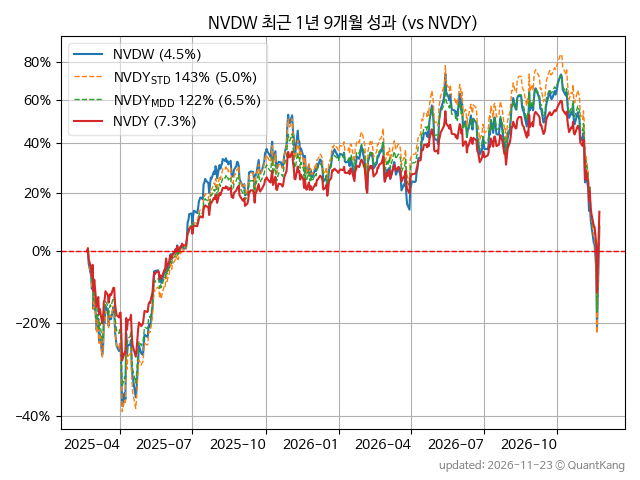 NVDW 최근 1년 9개월 성과 (vs NVDY)
NVDW (4.5%)
NVDY_STD 143% (5.0%)
NVDY_MDD 122% (6.5%)
NVDY (7.3%)
80%
60%
40%
20%
0%
−20%
−40%
2025-04 2025-07 2025-10 2026-01 2026-04 2026-07 2026-10
updated: 2026-11-23 © QuantKang